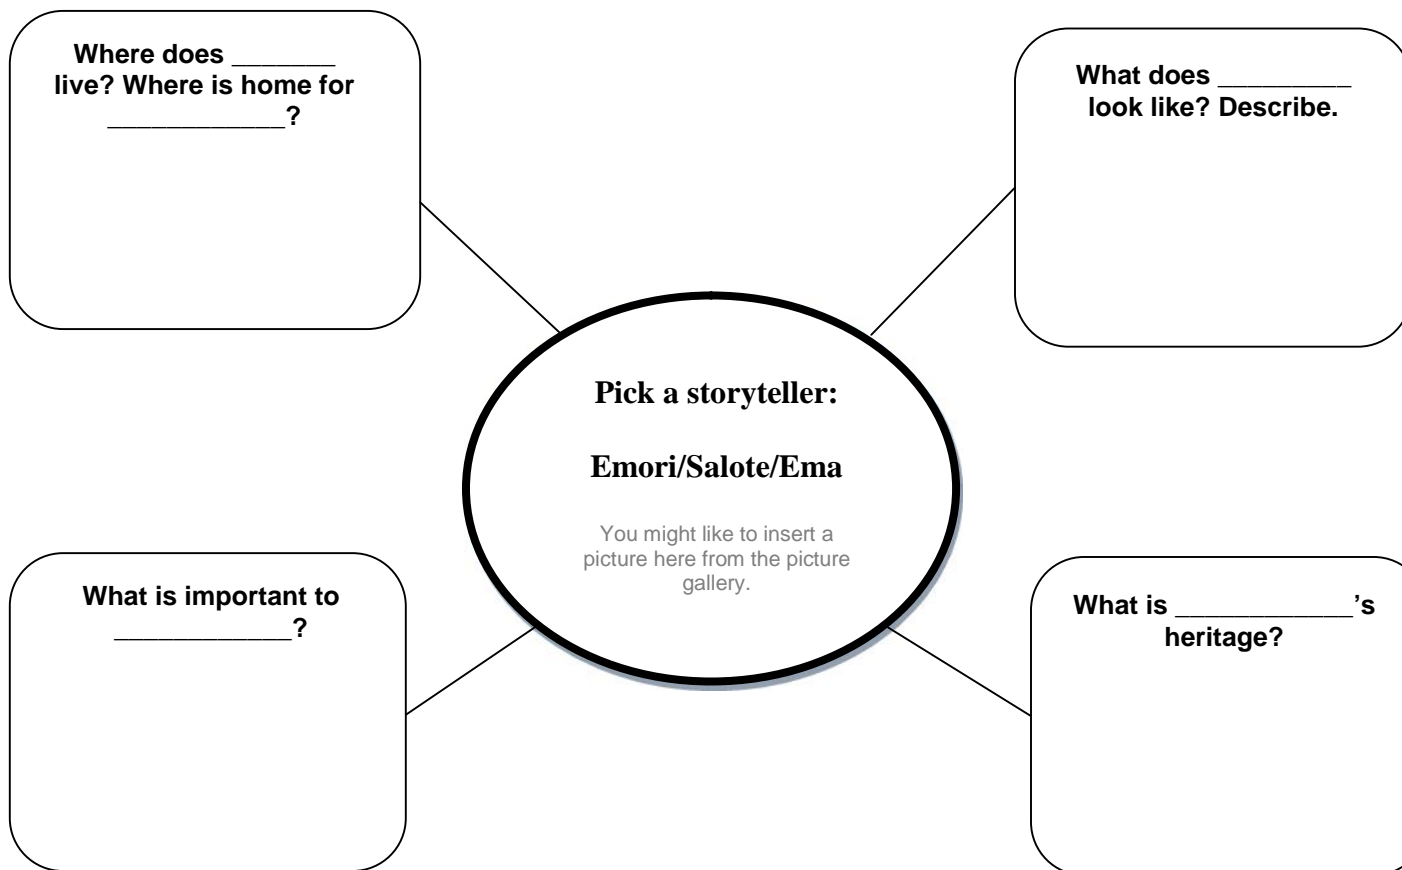 Where does _______
live? Where is home for
____________?
What does _________
look like? Describe.
Pick a storyteller:
Emori/Salote/Ema
You might like to insert a
picture here from the picture
gallery.
What is important to
____________?
What is ____________’s
heritage?